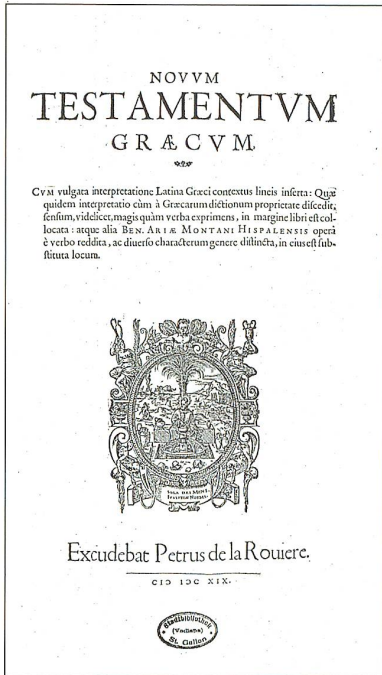 NOVVM
TESTAMENTVM
GRÆCVM
CVM vulgata interpretatione Latina Græci contextus lineis inserta: Quæ
quidem interpretatio cùm à Græcarum dictionum proprietate discedit,
sensum, videlicet, magis quàm verba exprimens, in margine libri est col-
locata: atque alia BEN. ARIÆ MONTANI HISPALENSIS operâ
è verbo reddita, ac diuerso characterum genere distincta, in eius est sub-
stituta locum.
Excudebat Petrus de la Rouiere.
CIↃ IↃC XIX.
Stadtbibliothek
(Vadiana)
St. Gallen